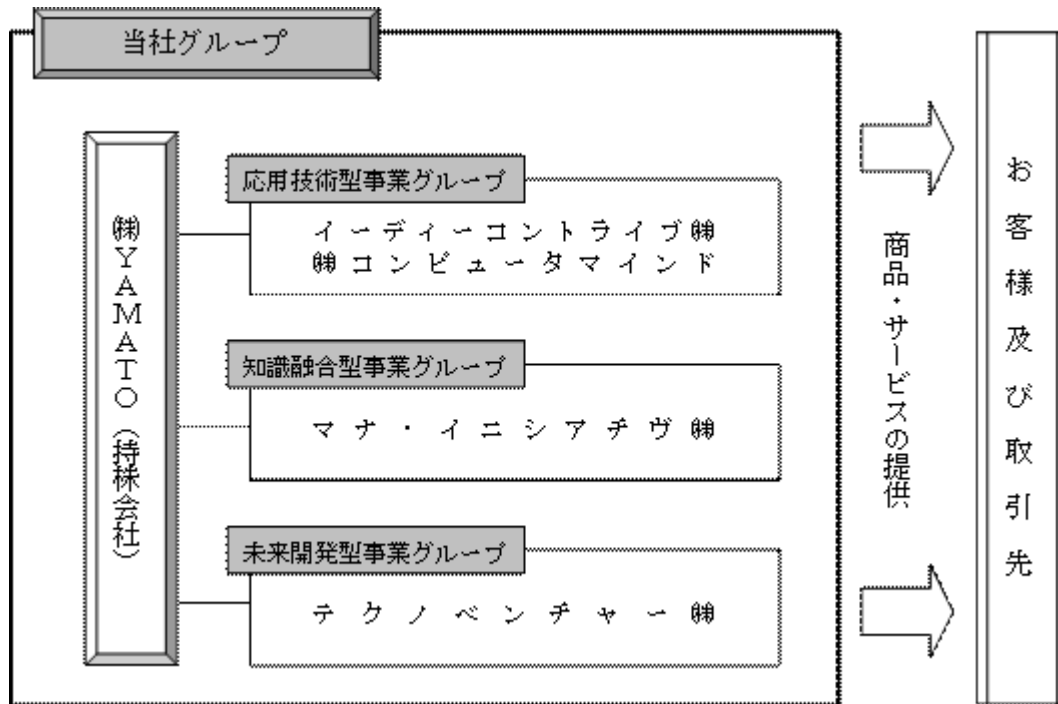 当社グループ
㈱YAMATO(持株会社)
応用技術型事業グループ
イーディーコントライブ㈱
㈱コンピュータマインド
知識融合型事業グループ
マナ・イニシアチヴ㈱
未来開発型事業グループ
テクノベンチャー㈱
商品・サービスの提供
お客様及び取引先